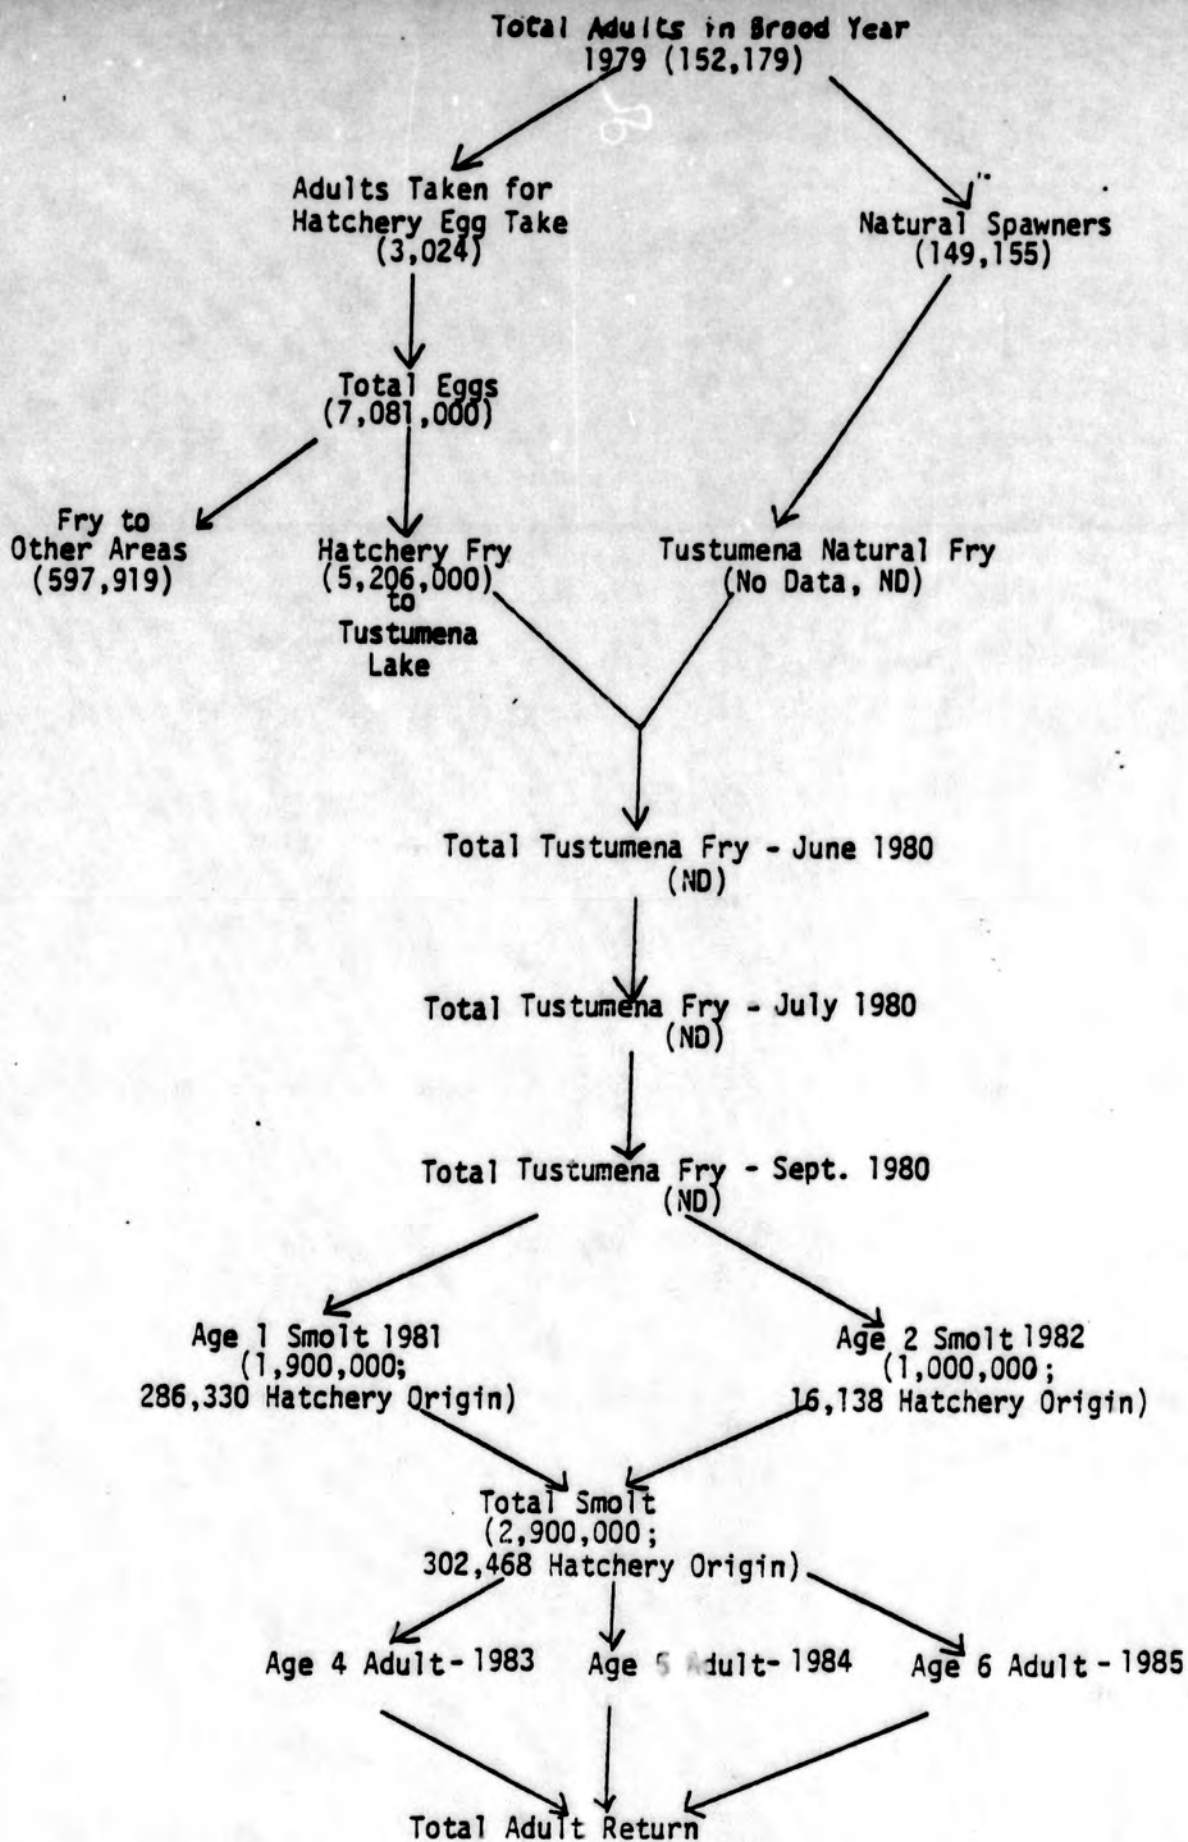 Total Adults in Brood Year
1979 (152,179)
Adults Taken for
Hatchery Egg Take
(3,024)
Natural Spawners
(149,155)
Total Eggs
(7,081,000)
Fry to
Other Areas
(597,919)
Hatchery Fry
(5,206,000)
to
Tustumena
Lake
Tustumena Natural Fry
(No Data, ND)
Total Tustumena Fry - June 1980
(ND)
Total Tustumena Fry - July 1980
(ND)
Total Tustumena Fry - Sept. 1980
(ND)
Age 1 Smolt 1981
(1,900,000;
286,330 Hatchery Origin)
Age 2 Smolt 1982
(1,000,000;
16,138 Hatchery Origin)
Total Smolt
(2,900,000;
302,468 Hatchery Origin)
Age 4 Adult - 1983
Age 5 Adult - 1984
Age 6 Adult - 1985
Total Adult Return